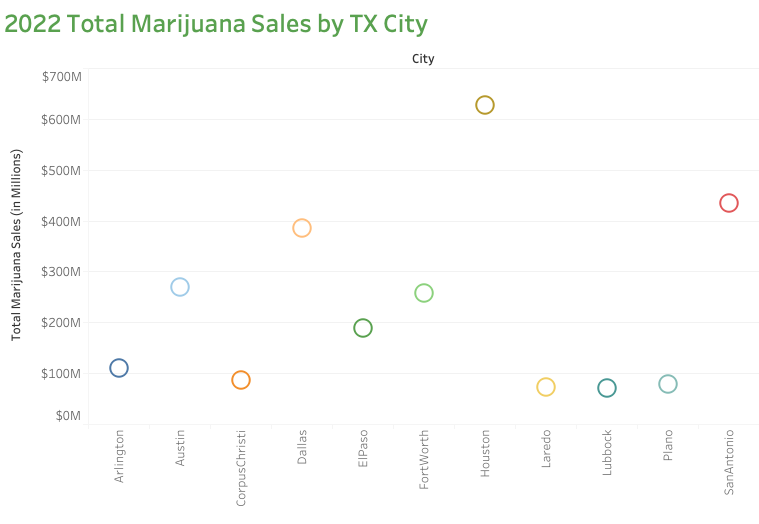 2022 Total Marijuana Sales by TX City
City
Total Marijuana Sales (in Millions)
$700M
$600M
$500M
$400M
$300M
$200M
$100M
$0M
Arlington
Austin
CorpusChristi
Dallas
ElPaso
FortWorth
Houston
Laredo
Lubbock
Plano
SanAntonio